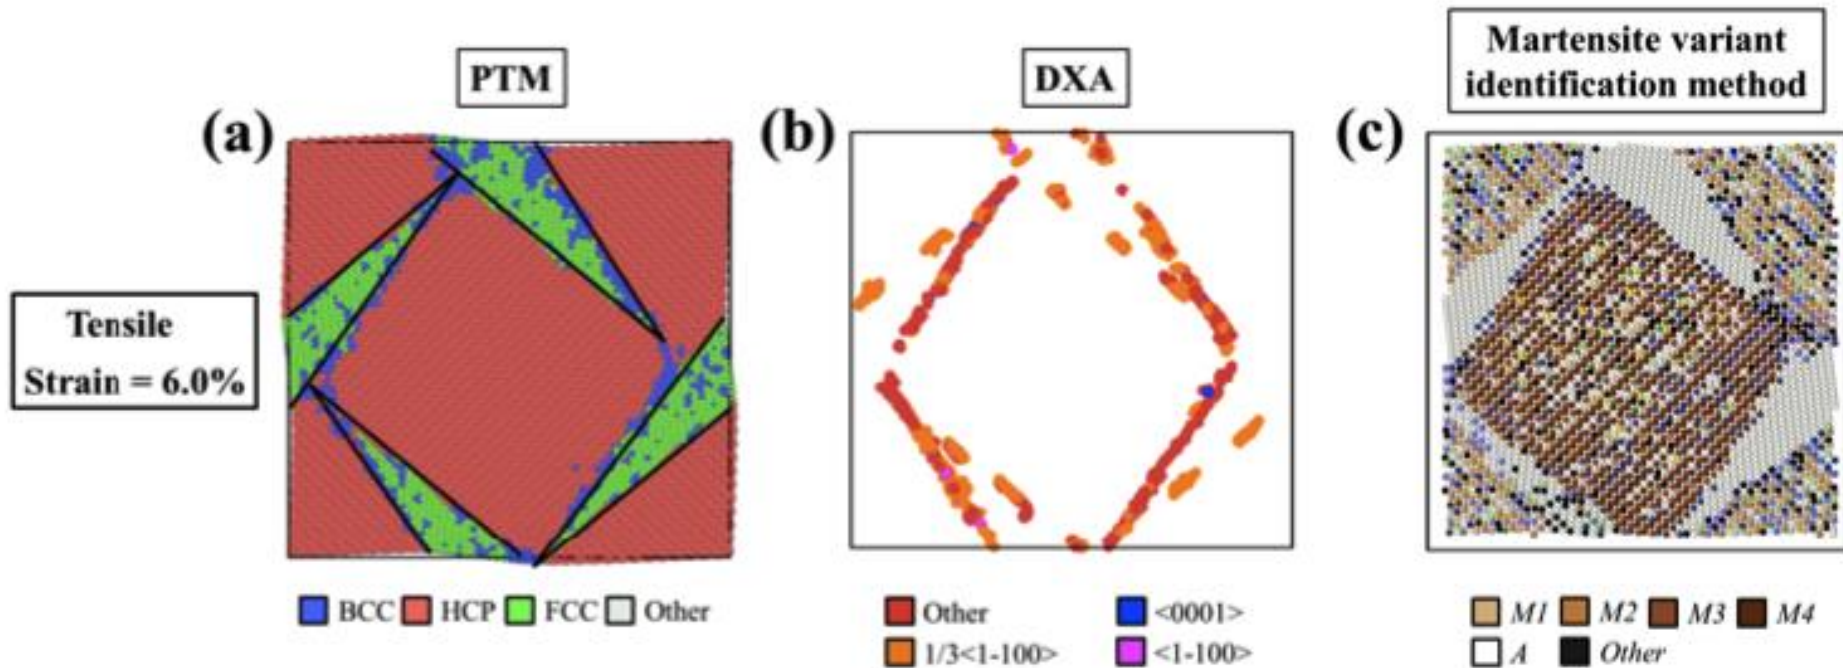 PTM
DXA
Martensite variant
identification method
(a)
(b)
(c)
Tensile
Strain = 6.0%
BCC HCP FCC Other
Other <0001>
1/3<1-100> <1-100>
M1 M2 M3 M4
A Other